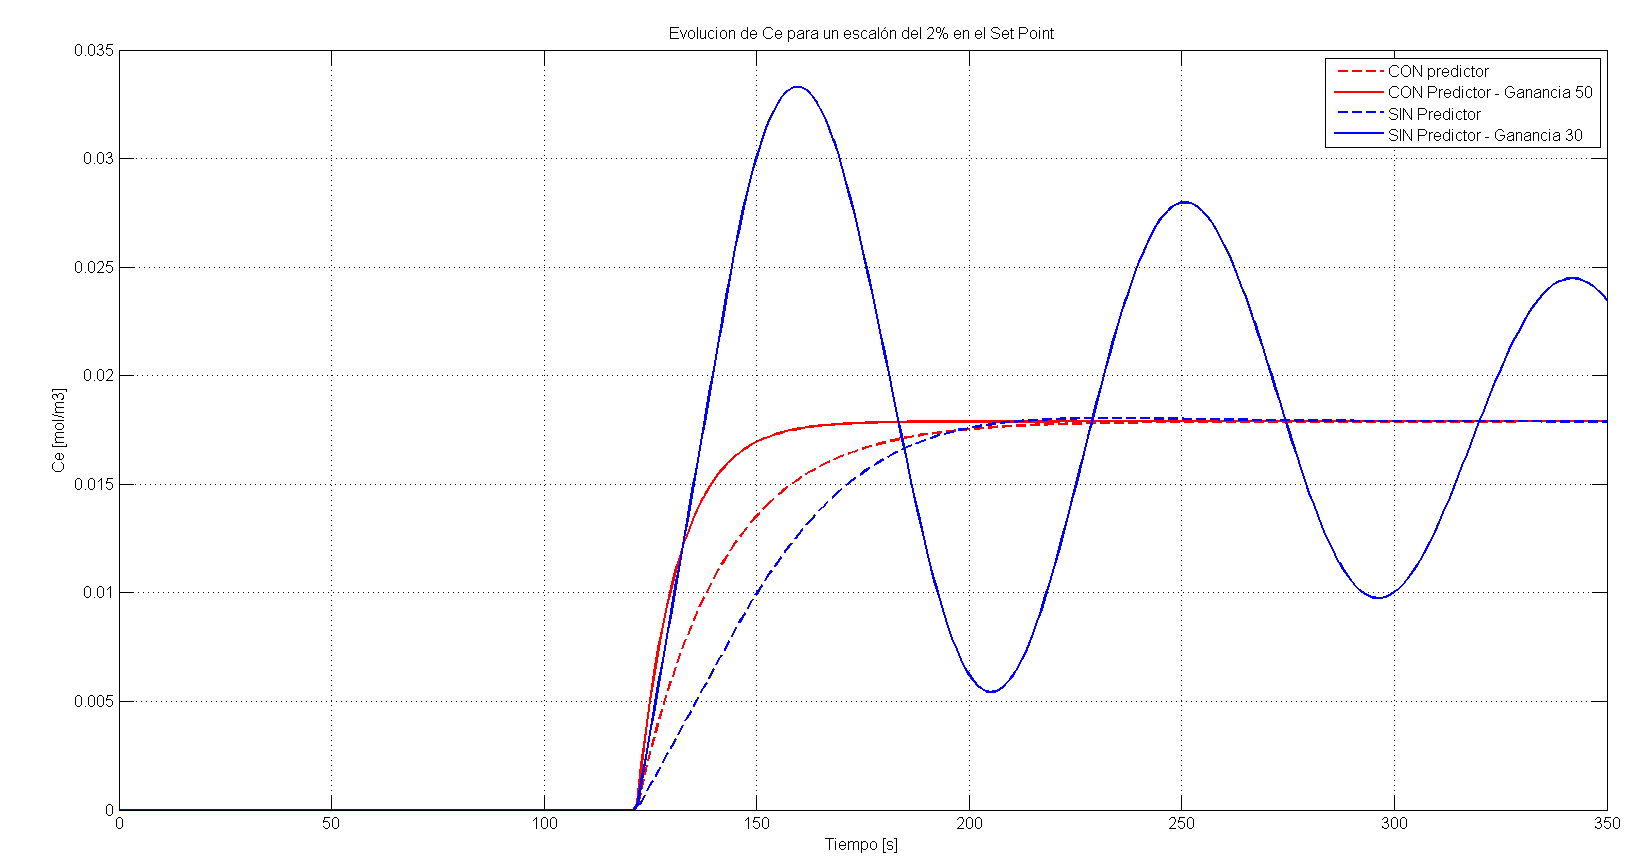 Evolucion de Ce para un escalón del 2% en el Set Point
CON predictor
CON Predictor - Ganancia 50
SIN Predictor
SIN Predictor - Ganancia 30
Ce [mol/m3]
0.035
0.03
0.025
0.02
0.015
0.01
0.005
0
0 50 100 150 200 250 300 350
Tiempo [s]